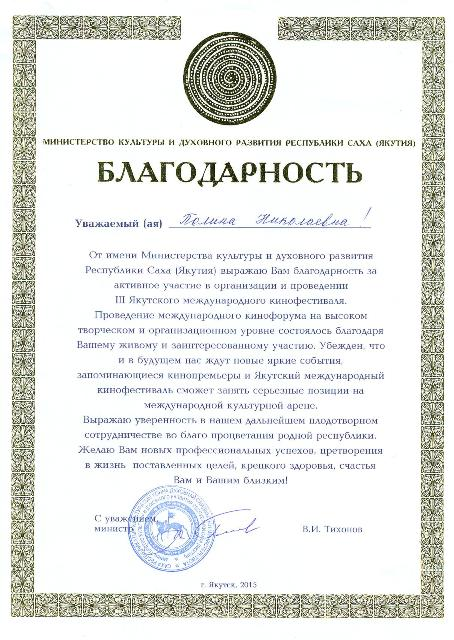 МИНИСТЕРСТВО КУЛЬТУРЫ И ДУХОВНОГО РАЗВИТИЯ РЕСПУБЛИКИ САХА (ЯКУТИЯ)
БЛАГОДАРНОСТЬ
Уважаемый (ая) Полина Николаевна!
От имени Министерства культуры и духовного развития
Республики Саха (Якутия) выражаю Вам благодарность за
активное участие в организации и проведении
III Якутского международного кинофестиваля.
Проведение международного кинофорума на высоком
творческом и организационном уровне состоялось благодаря
Вашему живому и заинтересованному участию. Убежден, что
и в будущем нас ждут новые яркие события,
запоминающиеся кинопремьеры и Якутский международный
кинофестиваль сможет занять серьезные позиции на
международной культурной арене.
Выражаю уверенность в нашем дальнейшем плодотворном
сотрудничестве во благо процветания родной республики.
Желаю Вам новых профессиональных успехов, претворения
в жизнь поставленных целей, крепкого здоровья, счастья
Вам и Вашим близким!
С уважением,
министр
В.И. Тихонов
г. Якутск, 2015